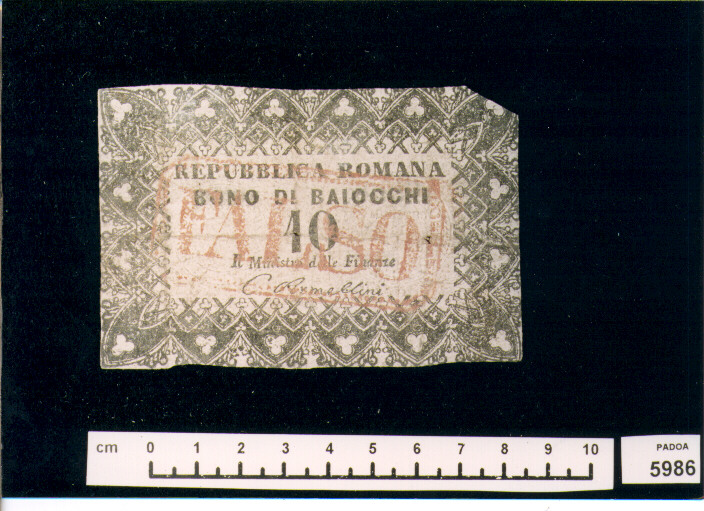 REPUBBLICA ROMANA
BONO DI BAIOCCHI
40
FALSO
Il Ministro delle Finanze
cm 0 1 2 3 4 5 6 7 8 9 10
PADOA
5986